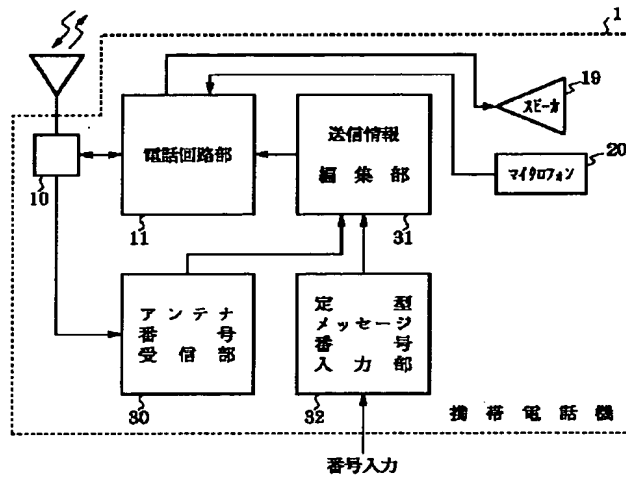 1
スピーカ
19
電話回路部
送信情報
編集部
マイクロフォン
20
10
11
31
アンテナ
番号
受信部
定型
メッセージ
番号
入力部
30
32
携帯電話機
番号入力